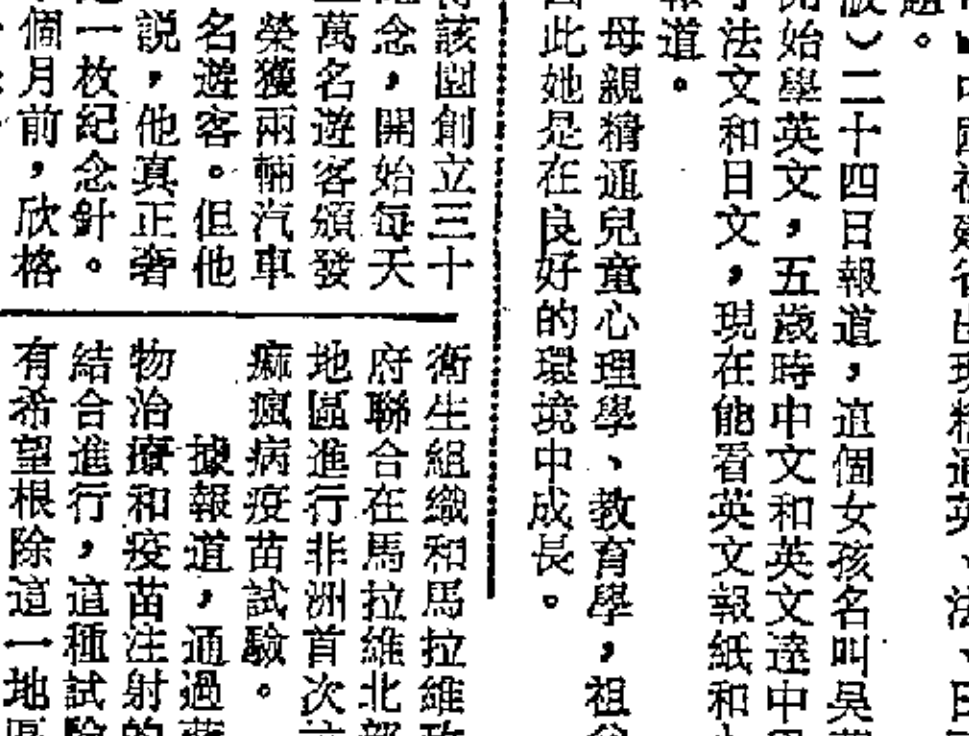 中國福建省出現精通英、法、日
題。
版）二十四日報道，這個女孩名叫吳
開始學英文，五歲時中文和英文達中
法文和日文，現在能看英文報紙和
報道。
母親精通兒童心理學、教育學，祖父
因此她是在良好的環境中成長。
該園創立三十
念，開始每天
萬名遊客頒發
榮獲兩輛汽車
名遊客。但他
説，他真正奢
一枚紀念針。
個月前，欣格
衛生組織和馬拉維政
府聯合在馬拉維北部
地區進行非洲首次
痲瘋病疫苗試驗。
據報道，通過藥
物治療和疫苗注射的
結合進行，這種試驗
有希望根除這一地區